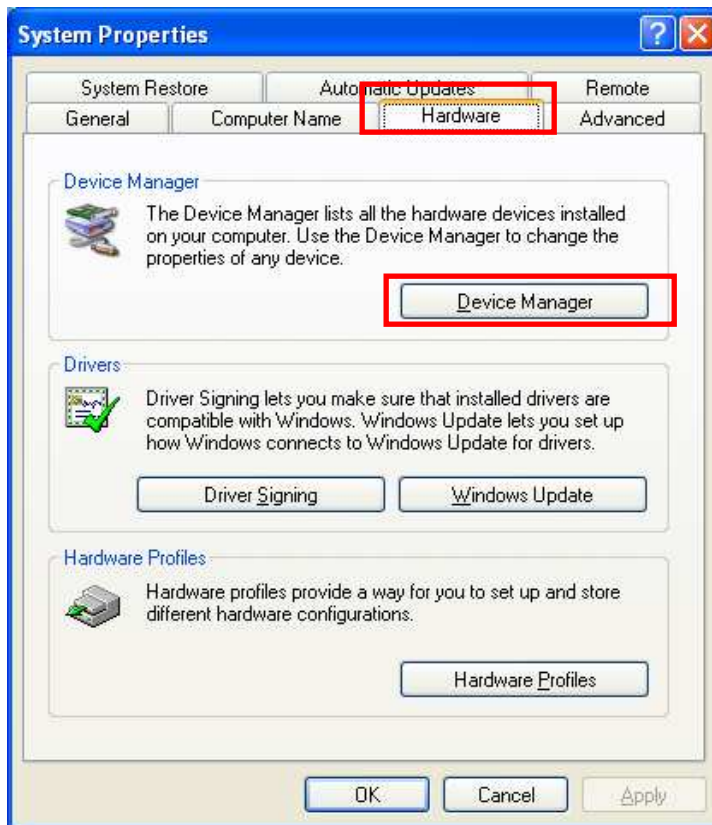 System Properties
System Restore
Automatic Updates
Remote
General
Computer Name
Hardware
Advanced
Device Manager
The Device Manager lists all the hardware devices installed
on your computer. Use the Device Manager to change the
properties of any device.
Device Manager
Drivers
Driver Signing lets you make sure that installed drivers are
compatible with Windows. Windows Update lets you set up
how Windows connects to Windows Update for drivers.
Driver Signing
Windows Update
Hardware Profiles
Hardware profiles provide a way for you to set up and store
different hardware configurations.
Hardware Profiles
OK
Cancel
Apply